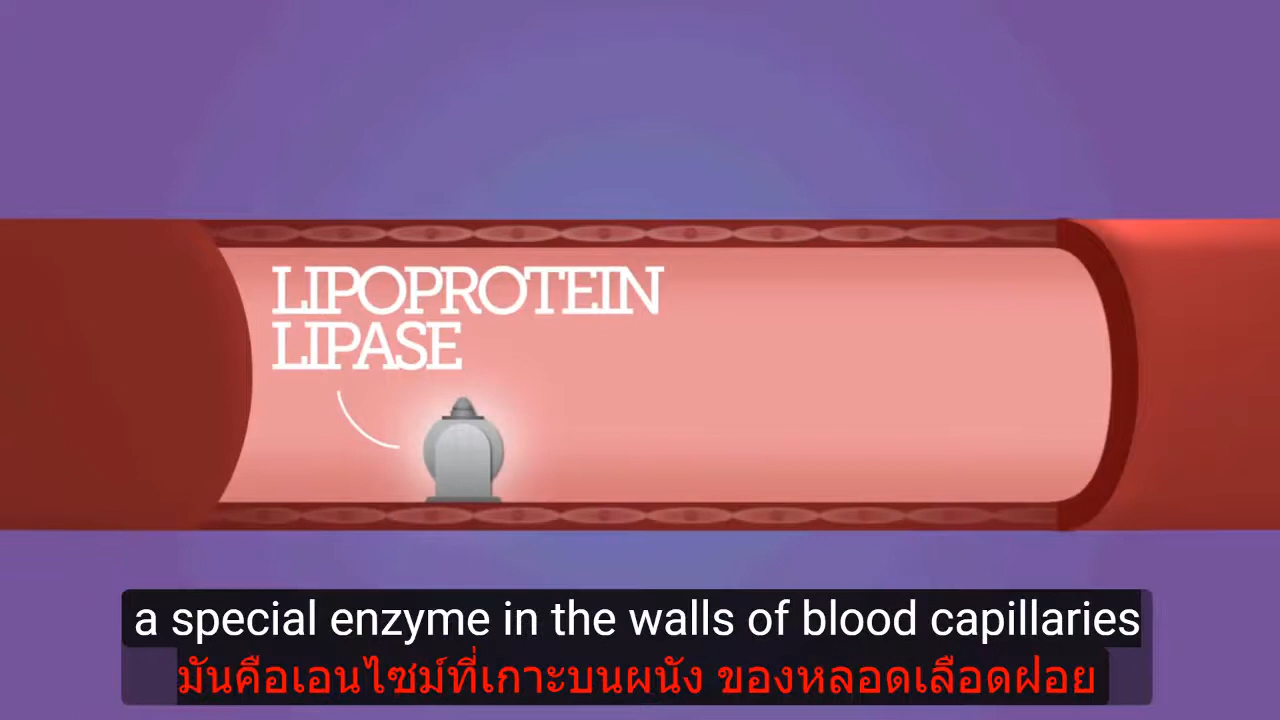 LIPOPROTEIN
LIPASE
a special enzyme in the walls of blood capillaries
มันคือเอนไซม์ที่เกาะบนผนัง ของหลอดเลือดฝอย